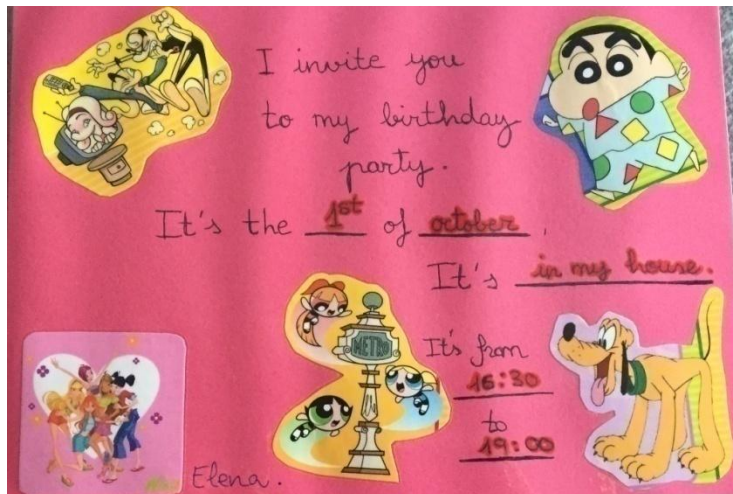 I invite you
to my birthday
party.
It's the 1st of october,
It's in my house.
METRO
It's from
16:30
to
19:00
Elena.